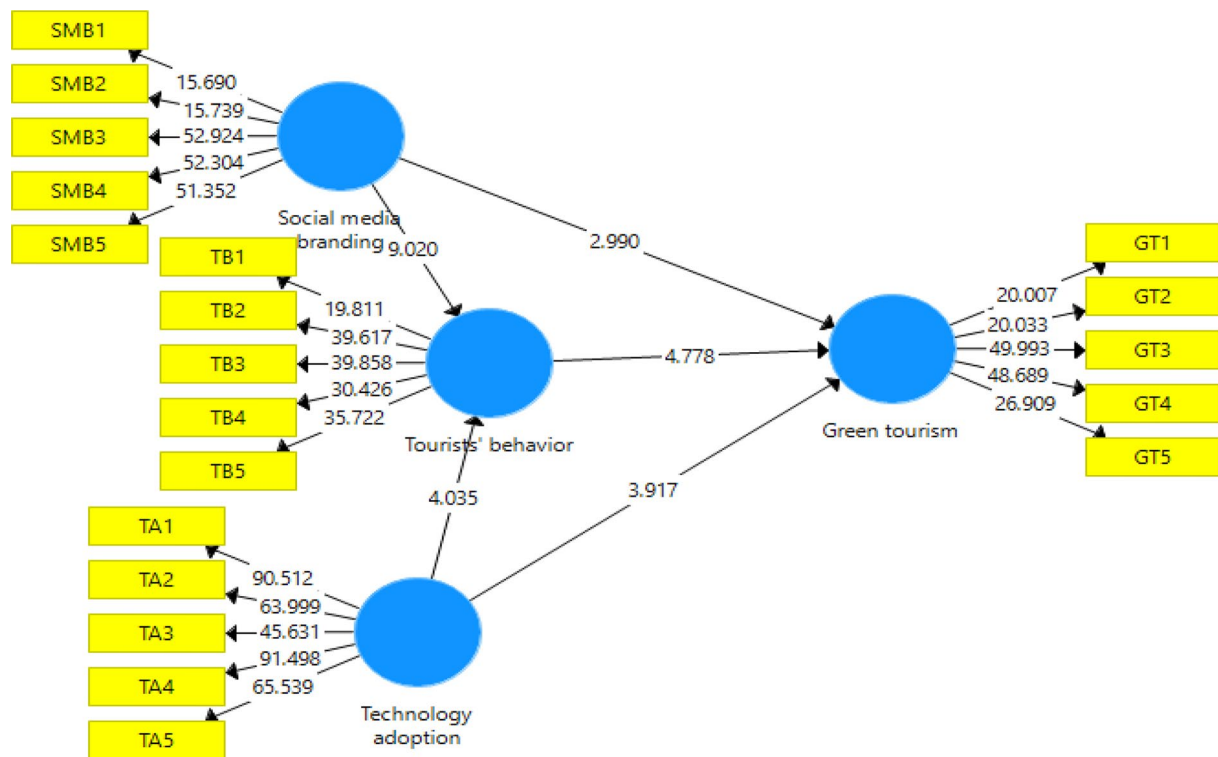 SMB1
SMB2
SMB3
SMB4
SMB5
15.690
15.739
52.924
52.304
51.352
Social media
branding
9.020
2.990
TB1
TB2
TB3
TB4
TB5
19.811
39.617
39.858
30.426
35.722
Tourists' behavior
4.778
4.035
3.917
GT1
GT2
GT3
GT4
GT5
20.007
20.033
49.993
48.689
26.909
Green tourism
TA1
TA2
TA3
TA4
TA5
90.512
63.999
45.631
91.498
65.539
Technology
adoption